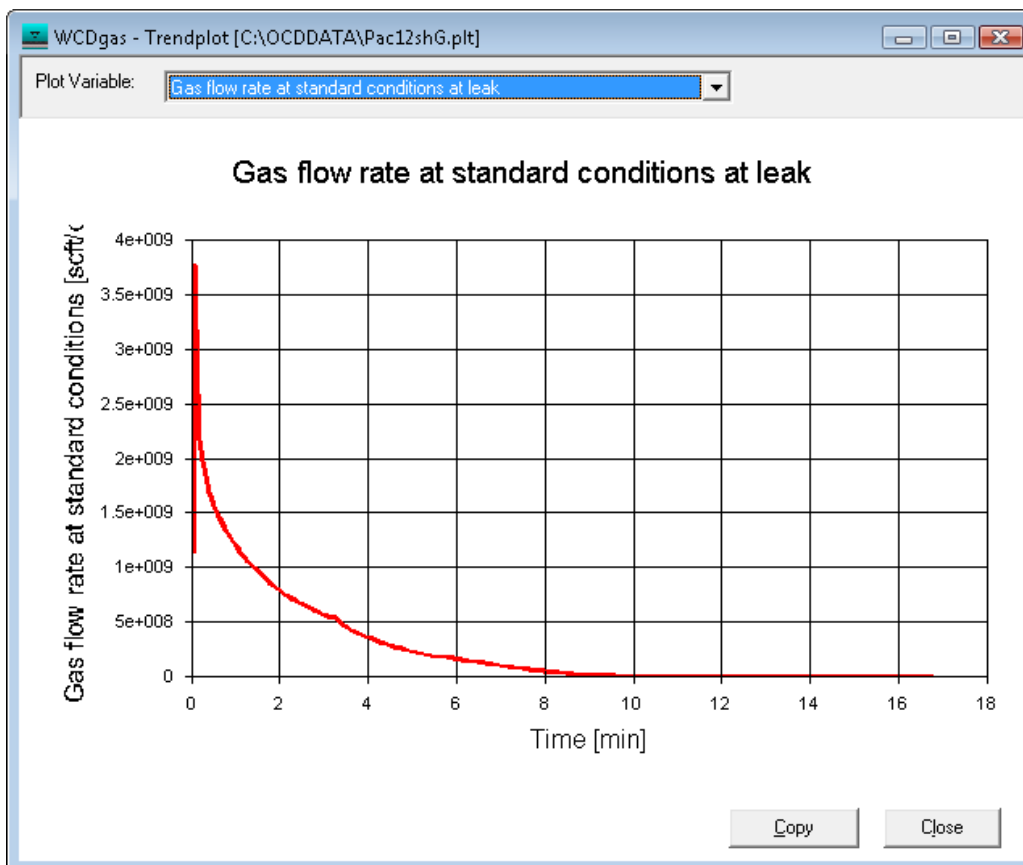 WCDgas - Trendplot [C:\OCDDATA\Pac12shG.plt]
Plot Variable:
Gas flow rate at standard conditions at leak
Gas flow rate at standard conditions at leak
Gas flow rate at standard conditions [scft/
4e+009
3.5e+009
3e+009
2.5e+009
2e+009
1.5e+009
1e+009
5e+008
0
0 2 4 6 8 10 12 14 16 18
Time [min]
Copy
Close